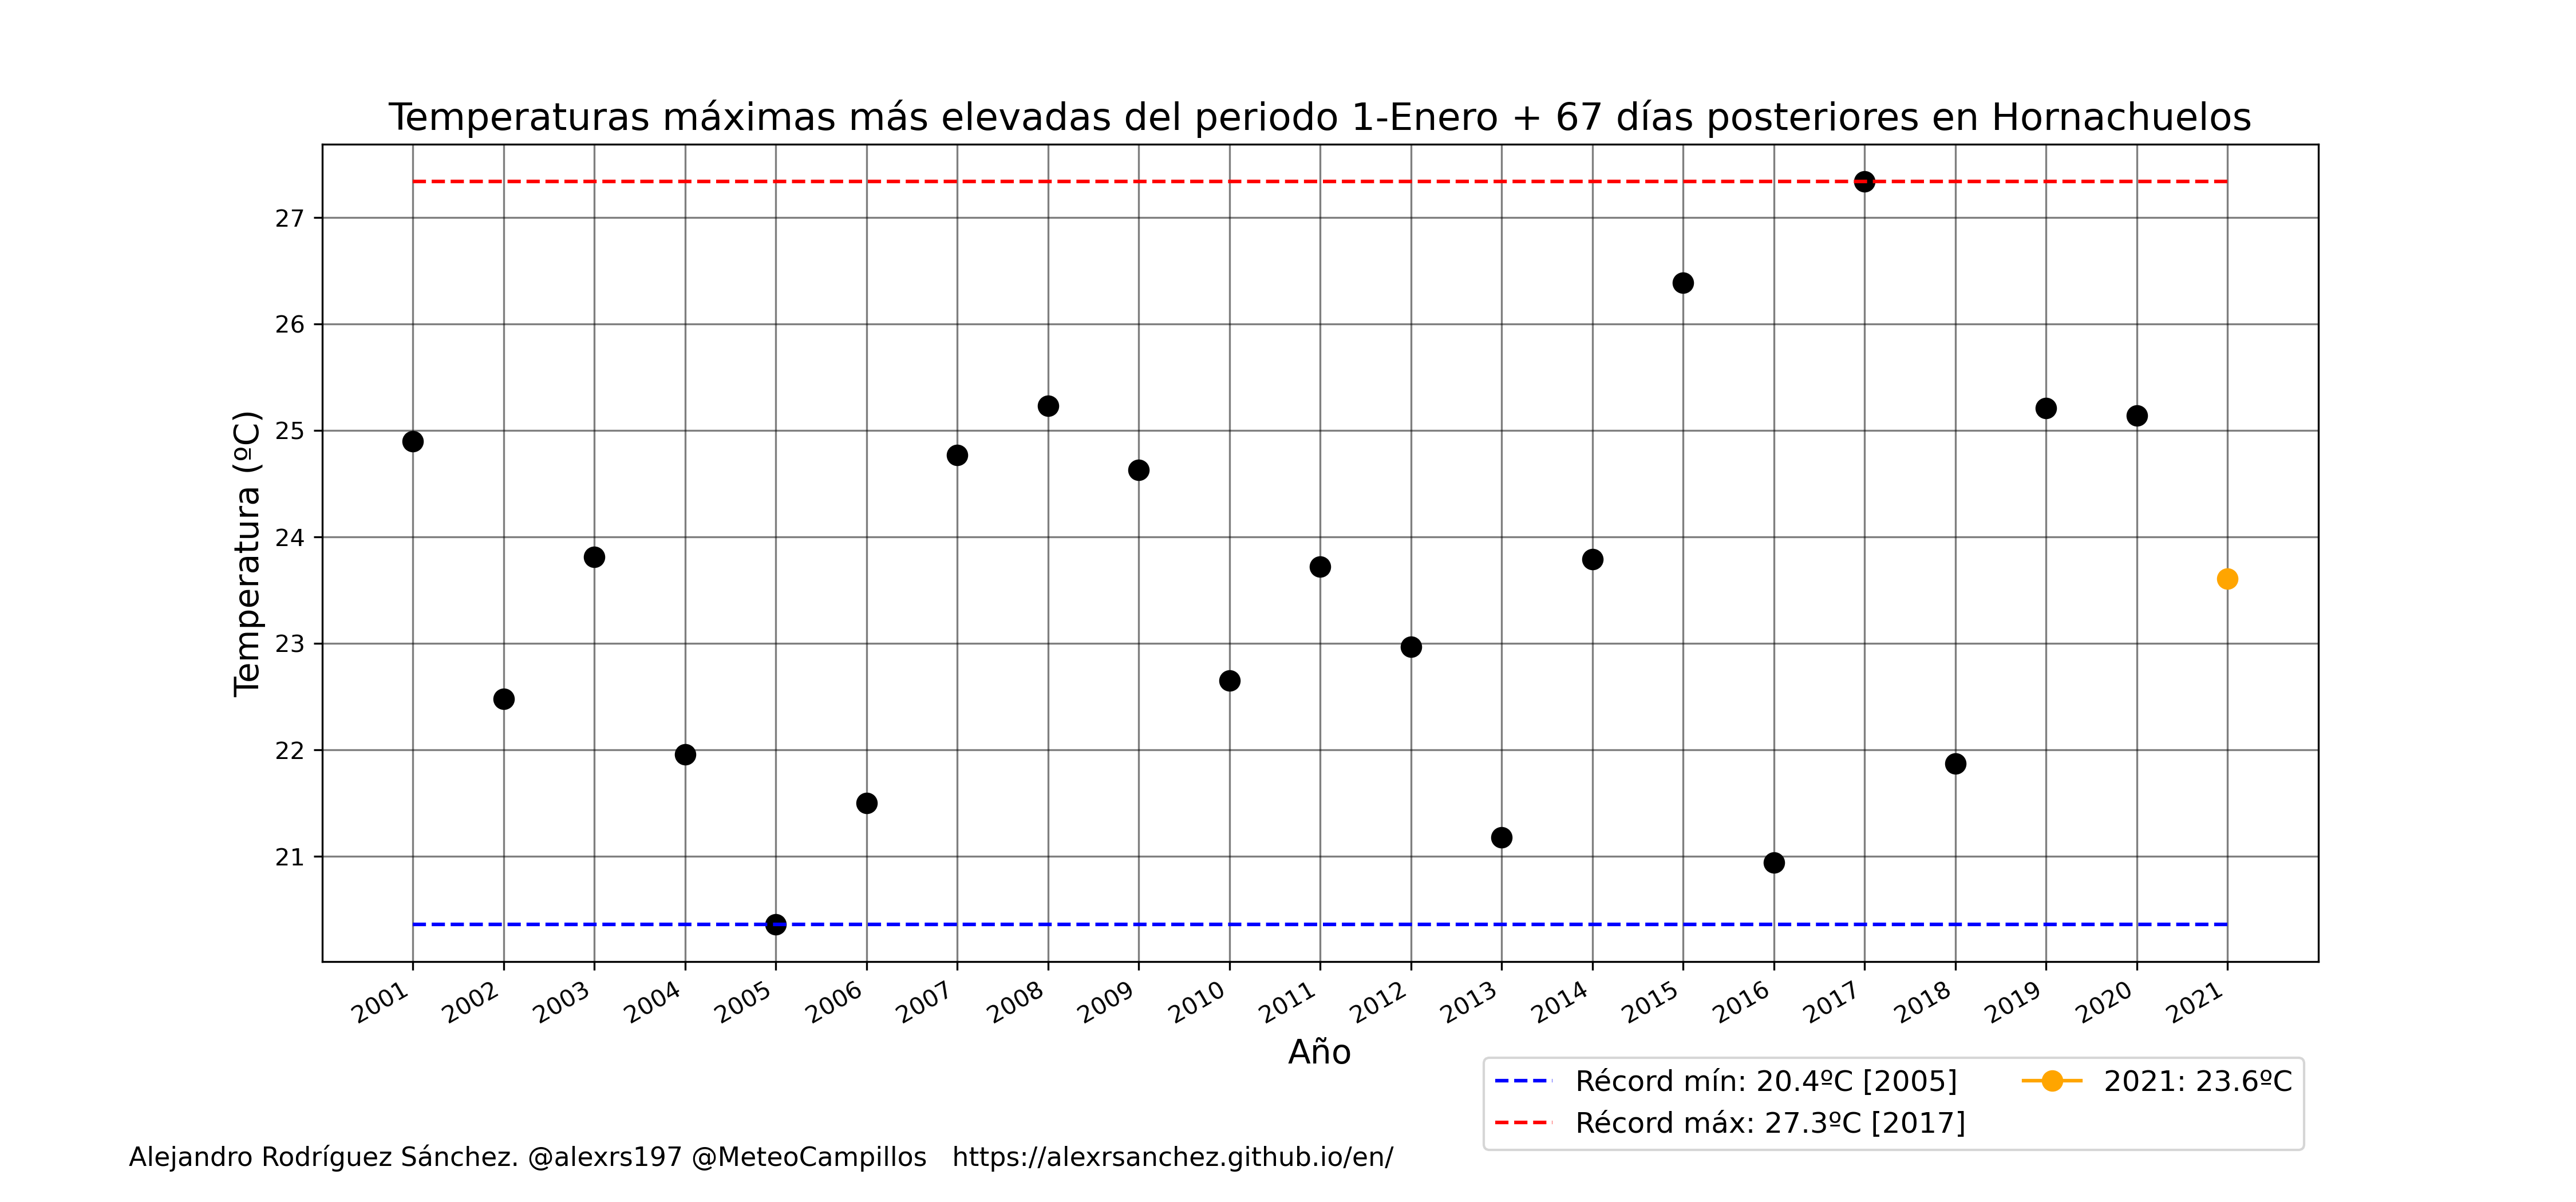 Temperaturas máximas más elevadas del periodo 1-Enero + 67 días posteriores en Hornachuelos
Temperatura (ºC)
27
26
25
24
23
22
21
2001 2002 2003 2004 2005 2006 2007 2008 2009 2010 2011 2012 2013 2014 2015 2016 2017 2018 2019 2020 2021
Año
Récord mín: 20.4ºC [2005]
Récord máx: 27.3ºC [2017]
2021: 23.6ºC
Alejandro Rodríguez Sánchez. @alexrs197 @MeteoCampillos https://alexrsanchez.github.io/en/